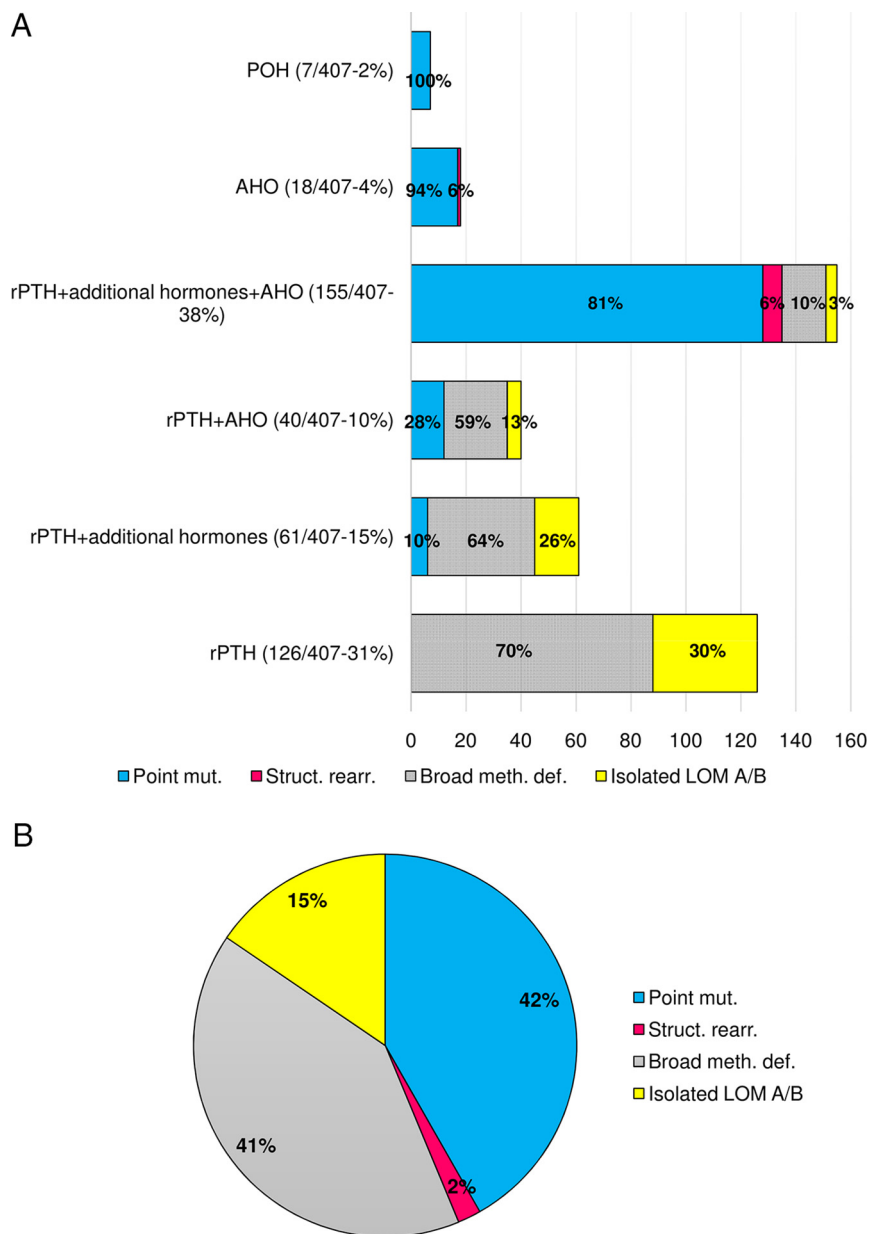 A
POH (7/407-2%)
100%
AHO (18/407-4%)
94% 6%
rPTH+additional hormones+AHO (155/407-
38%)
81% 6% 10% 3%
rPTH+AHO (40/407-10%)
28% 59% 13%
rPTH+additional hormones (61/407-15%)
10% 64% 26%
rPTH (126/407-31%)
70% 30%
0 20 40 60 80 100 120 140 160
Point mut. Struct. rearr. Broad meth. def. Isolated LOM A/B
B
15%
42%
41%
2%
Point mut.
Struct. rearr.
Broad meth. def.
Isolated LOM A/B